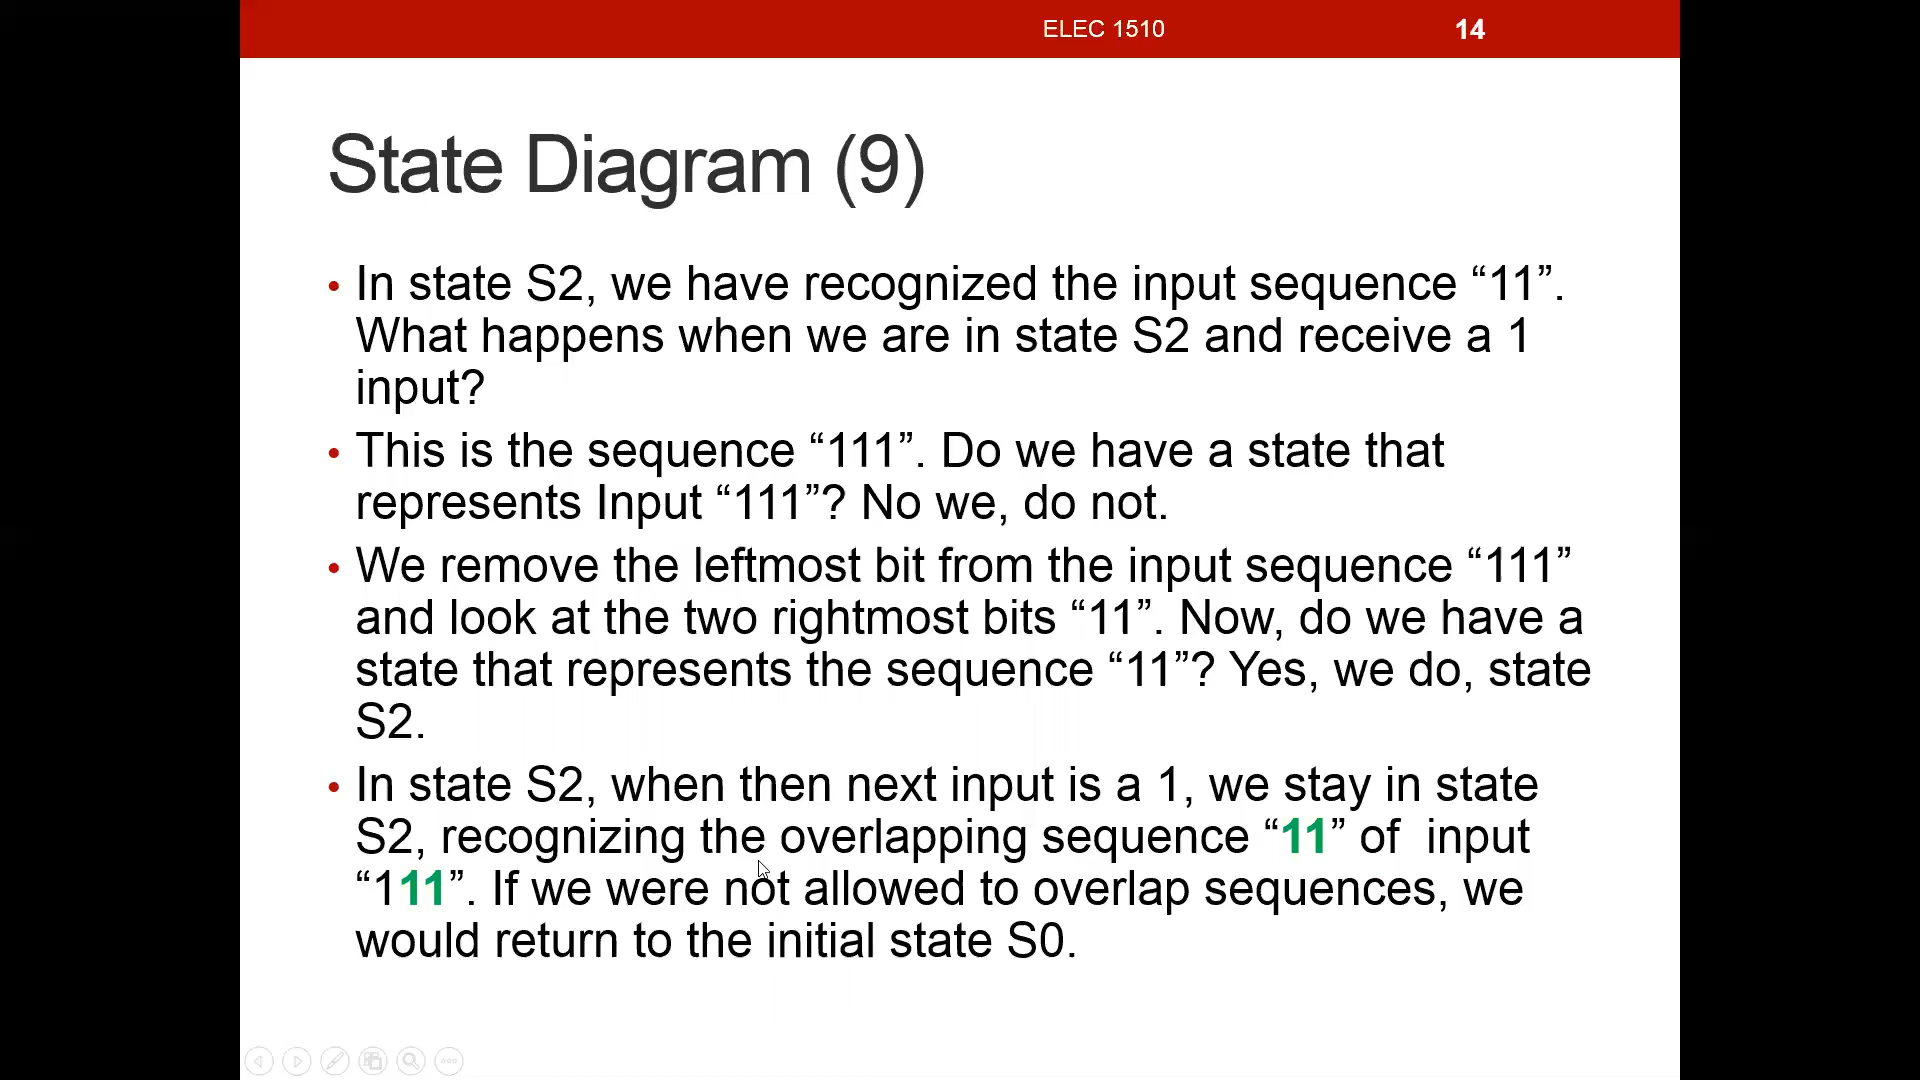 ELEC 1510
14
State Diagram (9)
• In state S2, we have recognized the input sequence “11”.
What happens when we are in state S2 and receive a 1
input?
• This is the sequence “111”. Do we have a state that
represents Input “111”? No we, do not.
• We remove the leftmost bit from the input sequence “111”
and look at the two rightmost bits “11”. Now, do we have a
state that represents the sequence “11”? Yes, we do, state
S2.
• In state S2, when then next input is a 1, we stay in state
S2, recognizing the overlapping sequence “11” of  input
“111”. If we were not allowed to overlap sequences, we
would return to the initial state S0.